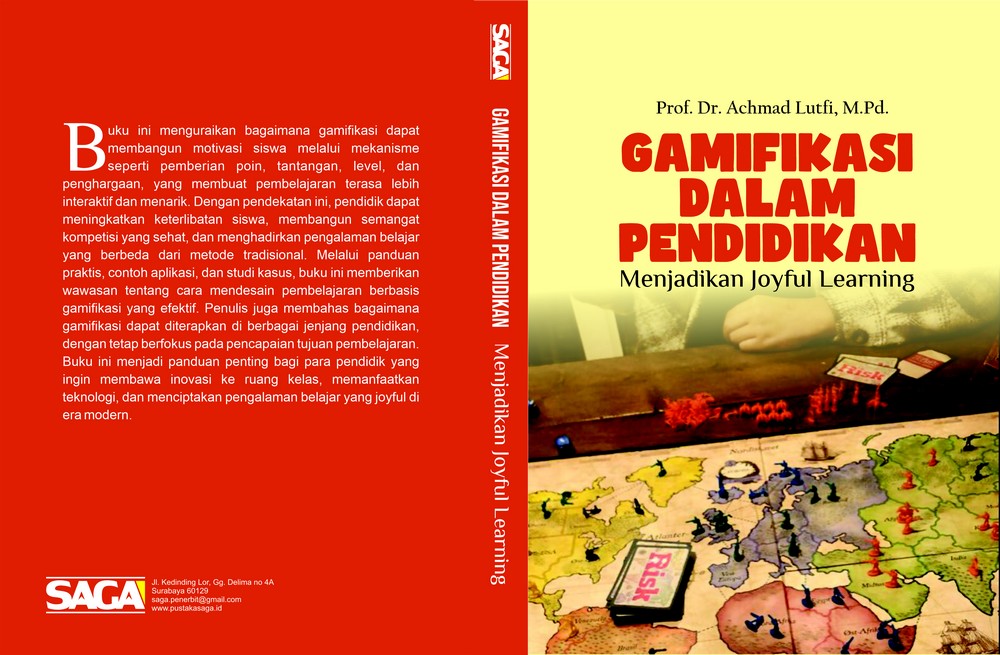 Buku ini menguraikan bagaimana gamifikasi dapat
membangun motivasi siswa melalui mekanisme
seperti pemberian poin, tantangan, level, dan
penghargaan, yang membuat pembelajaran terasa lebih
interaktif dan menarik. Dengan pendekatan ini, pendidik dapat
meningkatkan keterlibatan siswa, membangun semangat
kompetisi yang sehat, dan menghadirkan pengalaman belajar
yang berbeda dari metode tradisional. Melalui panduan
praktis, contoh aplikasi, dan studi kasus, buku ini memberikan
wawasan tentang cara mendesain pembelajaran berbasis
gamifikasi yang efektif. Penulis juga membahas bagaimana
gamifikasi dapat diterapkan di berbagai jenjang pendidikan,
dengan tetap berfokus pada pencapaian tujuan pembelajaran.
Buku ini menjadi panduan penting bagi para pendidik yang
ingin membawa inovasi ke ruang kelas, memanfaatkan
teknologi, dan menciptakan pengalaman belajar yang joyful di
era modern.
SAGA
Jl. Kedinding Lor, Gg. Delima no 4A
Surabaya 60129
saga.penerbit@gmail.com
www.pustakasaga.id
SAGA
GAMIFIKASI DALAM PENDIDIKAN Menjadikan Joyful Learning
Prof. Dr. Achmad Lutfi, M.Pd.
GAMIFIKASI
DALAM
PENDIDIKAN
Menjadikan Joyful Learning
Risk
Risk
Brasil